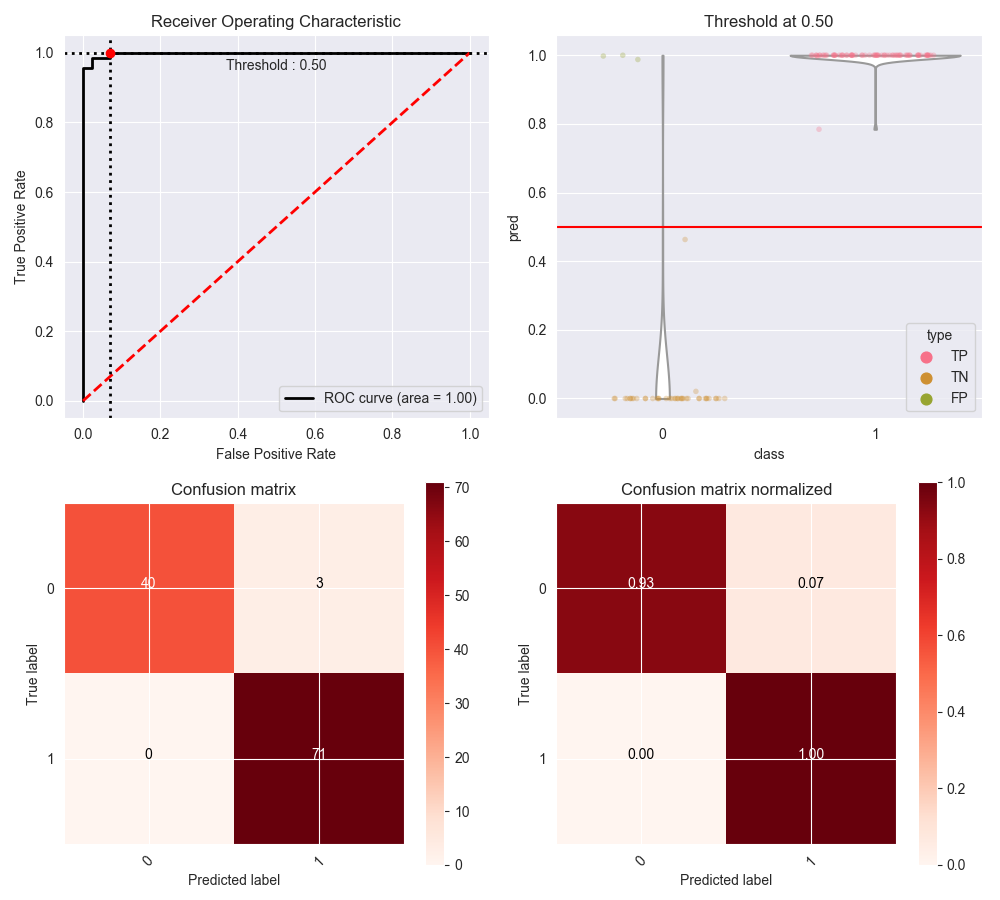 Receiver Operating Characteristic
1.0
0.8
0.6
0.4
0.2
0.0
True Positive Rate
Threshold : 0.50
ROC curve (area = 1.00)
0.0 0.2 0.4 0.6 0.8 1.0
False Positive Rate
Threshold at 0.50
1.0
0.8
0.6
0.4
0.2
0.0
pred
type
TP
TN
FP
0 1
class
Confusion matrix
0
1
True label
40 3
0 71
0 1
Predicted label
70
60
50
40
30
20
10
0
Confusion matrix normalized
0
1
True label
0.93 0.07
0.00 1.00
0 1
Predicted label
1.0
0.8
0.6
0.4
0.2
0.0